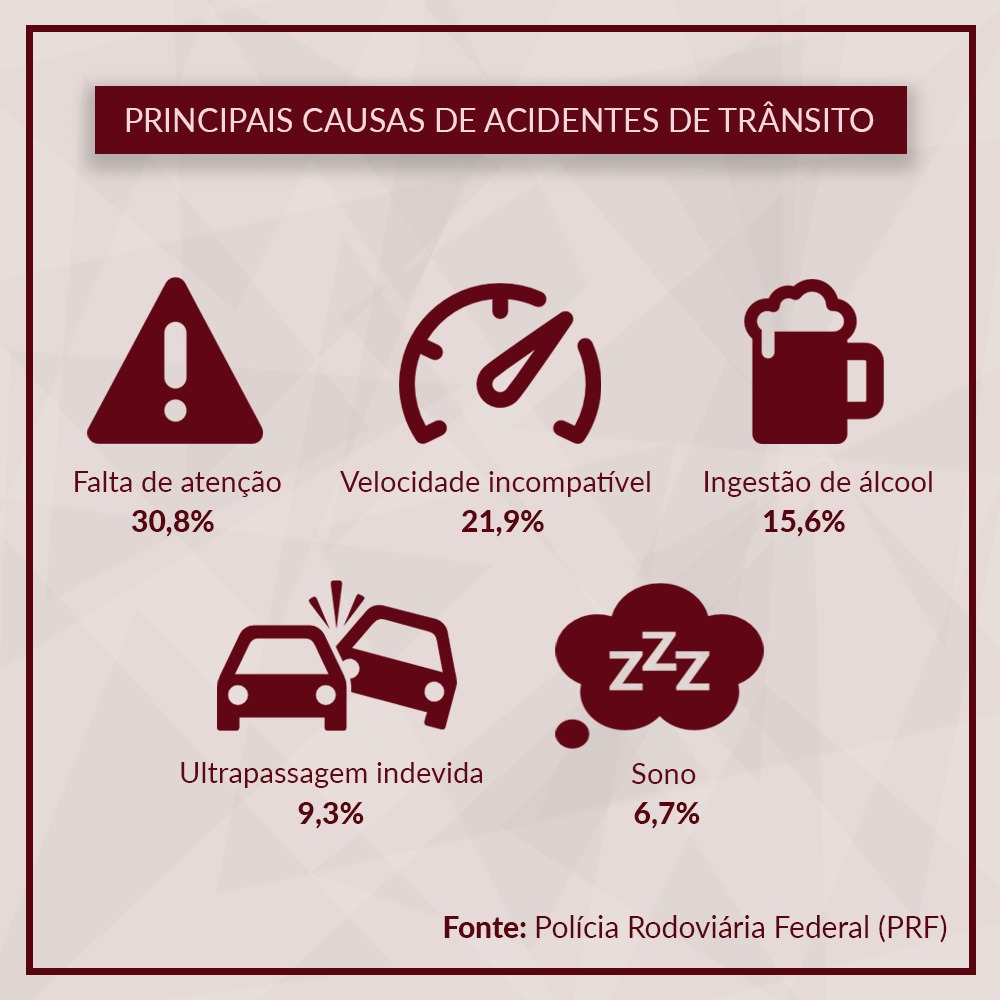 PRINCIPAIS CAUSAS DE ACIDENTES DE TRÂNSITO
Falta de atenção
30,8%
Velocidade incompatível
21,9%
Ingestão de álcool
15,6%
zzz
Ultrapassagem indevida
9,3%
Sono
6,7%
Fonte: Polícia Rodoviária Federal (PRF)